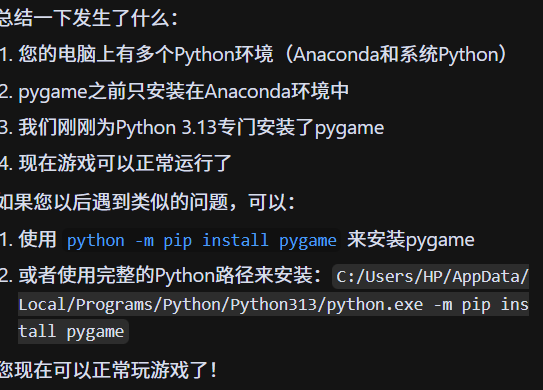 总结一下发生了什么：
1. 您的电脑上有多个Python环境（Anaconda和系统Python）
2. pygame之前只安装在Anaconda环境中
3. 我们刚刚为Python 3.13专门安装了pygame
4. 现在游戏可以正常运行了
如果您以后遇到类似的问题，可以：
1. 使用 python -m pip install pygame 来安装pygame
2. 或者使用完整的Python路径来安装：C:/Users/HP/AppData/
Local/Programs/Python/Python313/python.exe -m pip ins
tall pygame
您现在可以正常玩游戏了！